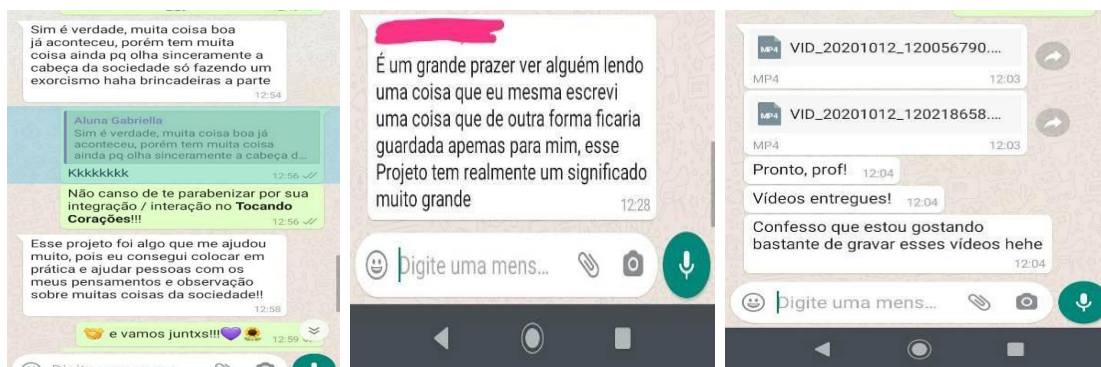 Sim é verdade, muita coisa boa
já aconteceu, porém tem muita
coisa ainda pq olha sinceramente a
cabeça da sociedade só fazendo um
exorcismo haha brincadeiras a parte
12:54
Aluna Gabriella
Sim é verdade, muita coisa boa já
aconteceu, porém tem muita
coisa ainda pq olha sinceramente a cabeça d...
Kkkkkkkk
12:56
Não canso de te parabenizar por sua
integração / interação no Tocando
Corações!!!
12:56
Esse projeto foi algo que me ajudou
muito, pois eu consegui colocar em
prática e ajudar pessoas com os
meus pensamentos e observação
sobre muitas coisas da sociedade!!
12:58
🤝 e vamos juntxs!!!💜🌻
12:59
É um grande prazer ver alguém lendo
uma coisa que eu mesma escrevi
uma coisa que de outra forma ficaria
guardada apemas para mim, esse
Projeto tem realmente um significado
muito grande
12:28
Digite uma mens...
MP4 VID_20201012_120056790....
MP4 12:03
MP4 VID_20201012_120218658....
MP4 12:03
Pronto, prof! 12:04
Vídeos entregues! 12:04
Confesso que estou gostando
bastante de gravar esses vídeos hehe
12:04
Digite uma mens...